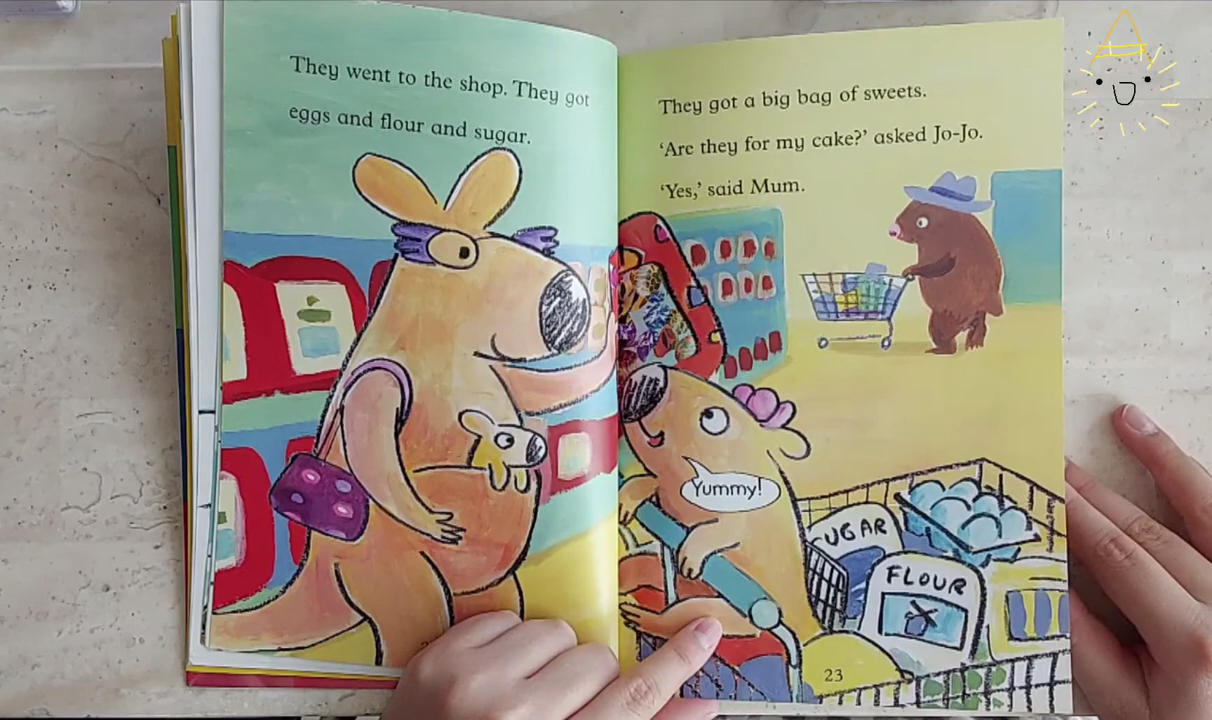 They went to the shop. They got
eggs and flour and sugar.
They got a big bag of sweets.
‘Are they for my cake?’ asked Jo-Jo.
‘Yes,’ said Mum.
Yummy!
SUGAR
FLOUR
23